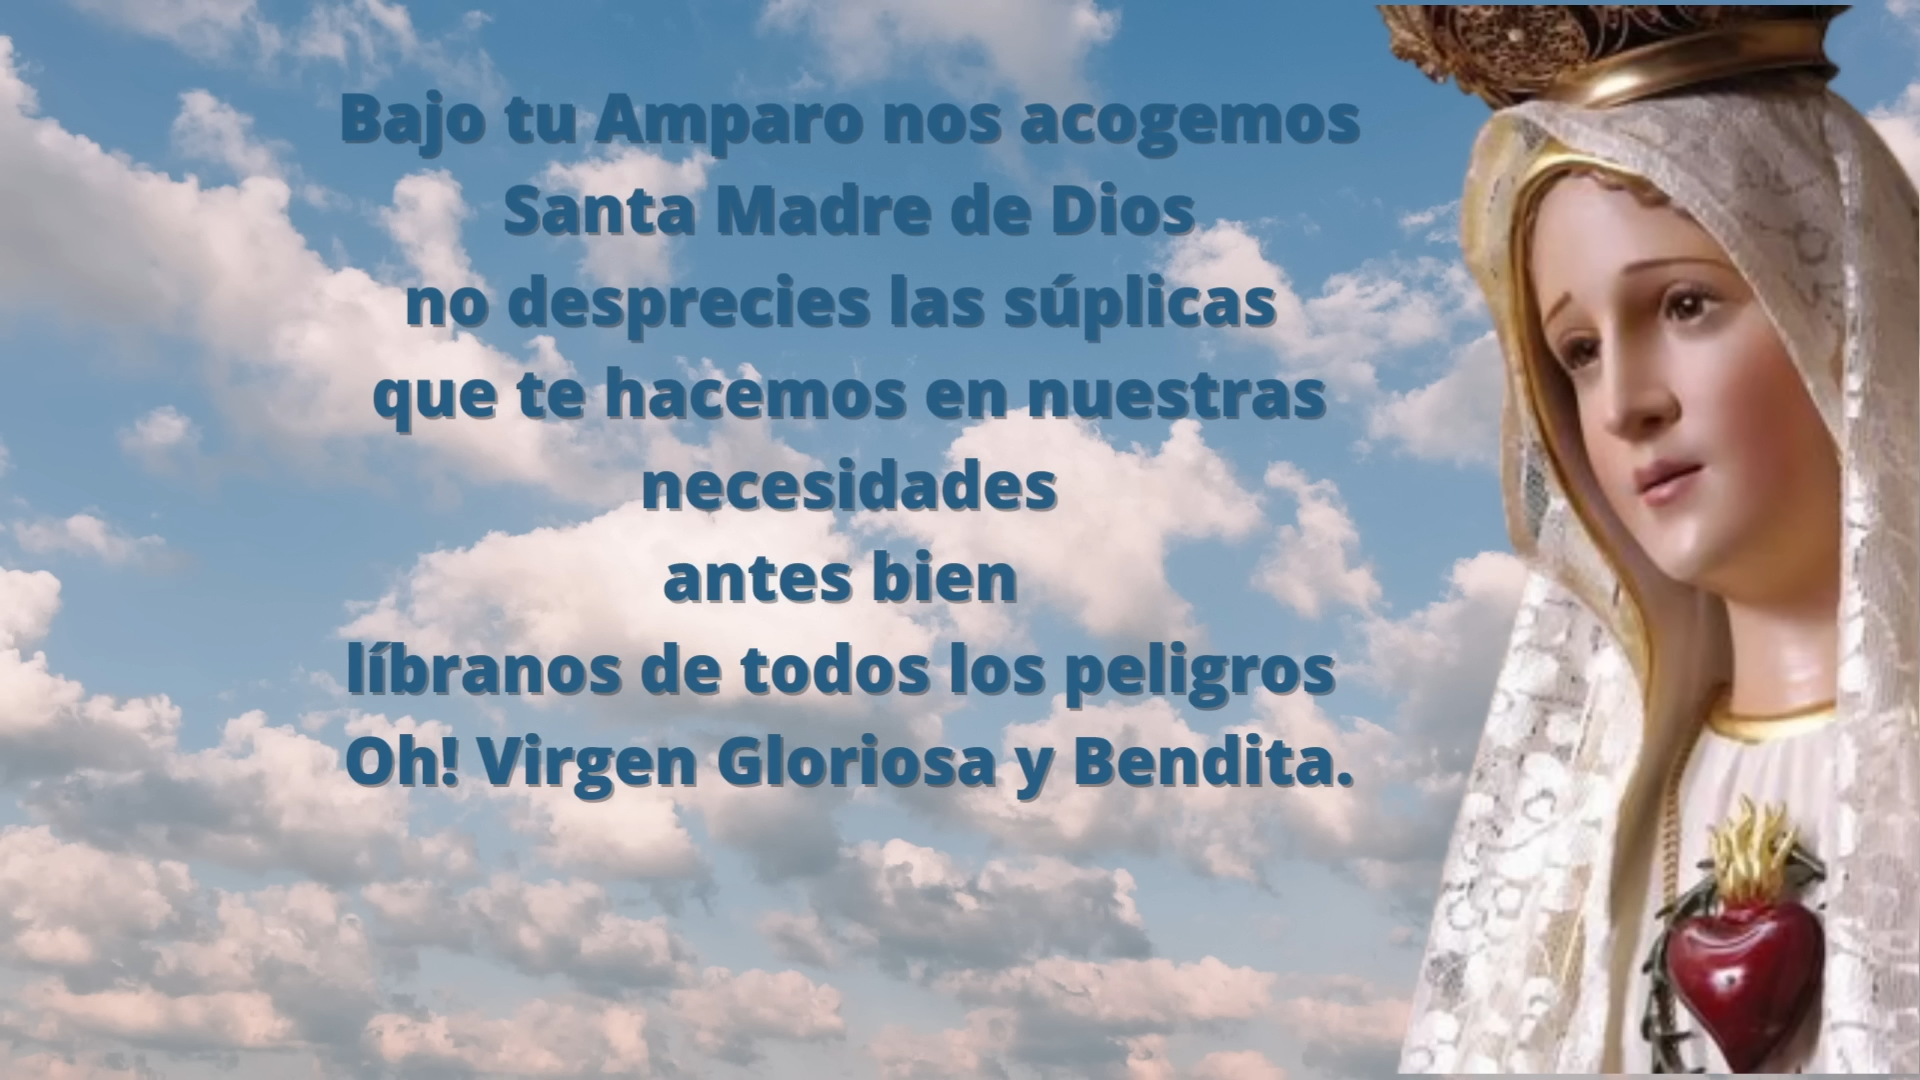 Bajo tu Amparo nos acogemos
Santa Madre de Dios
no desprecies las súplicas
que te hacemos en nuestras
necesidades
antes bien
líbranos de todos los peligros
Oh! Virgen Gloriosa y Bendita.